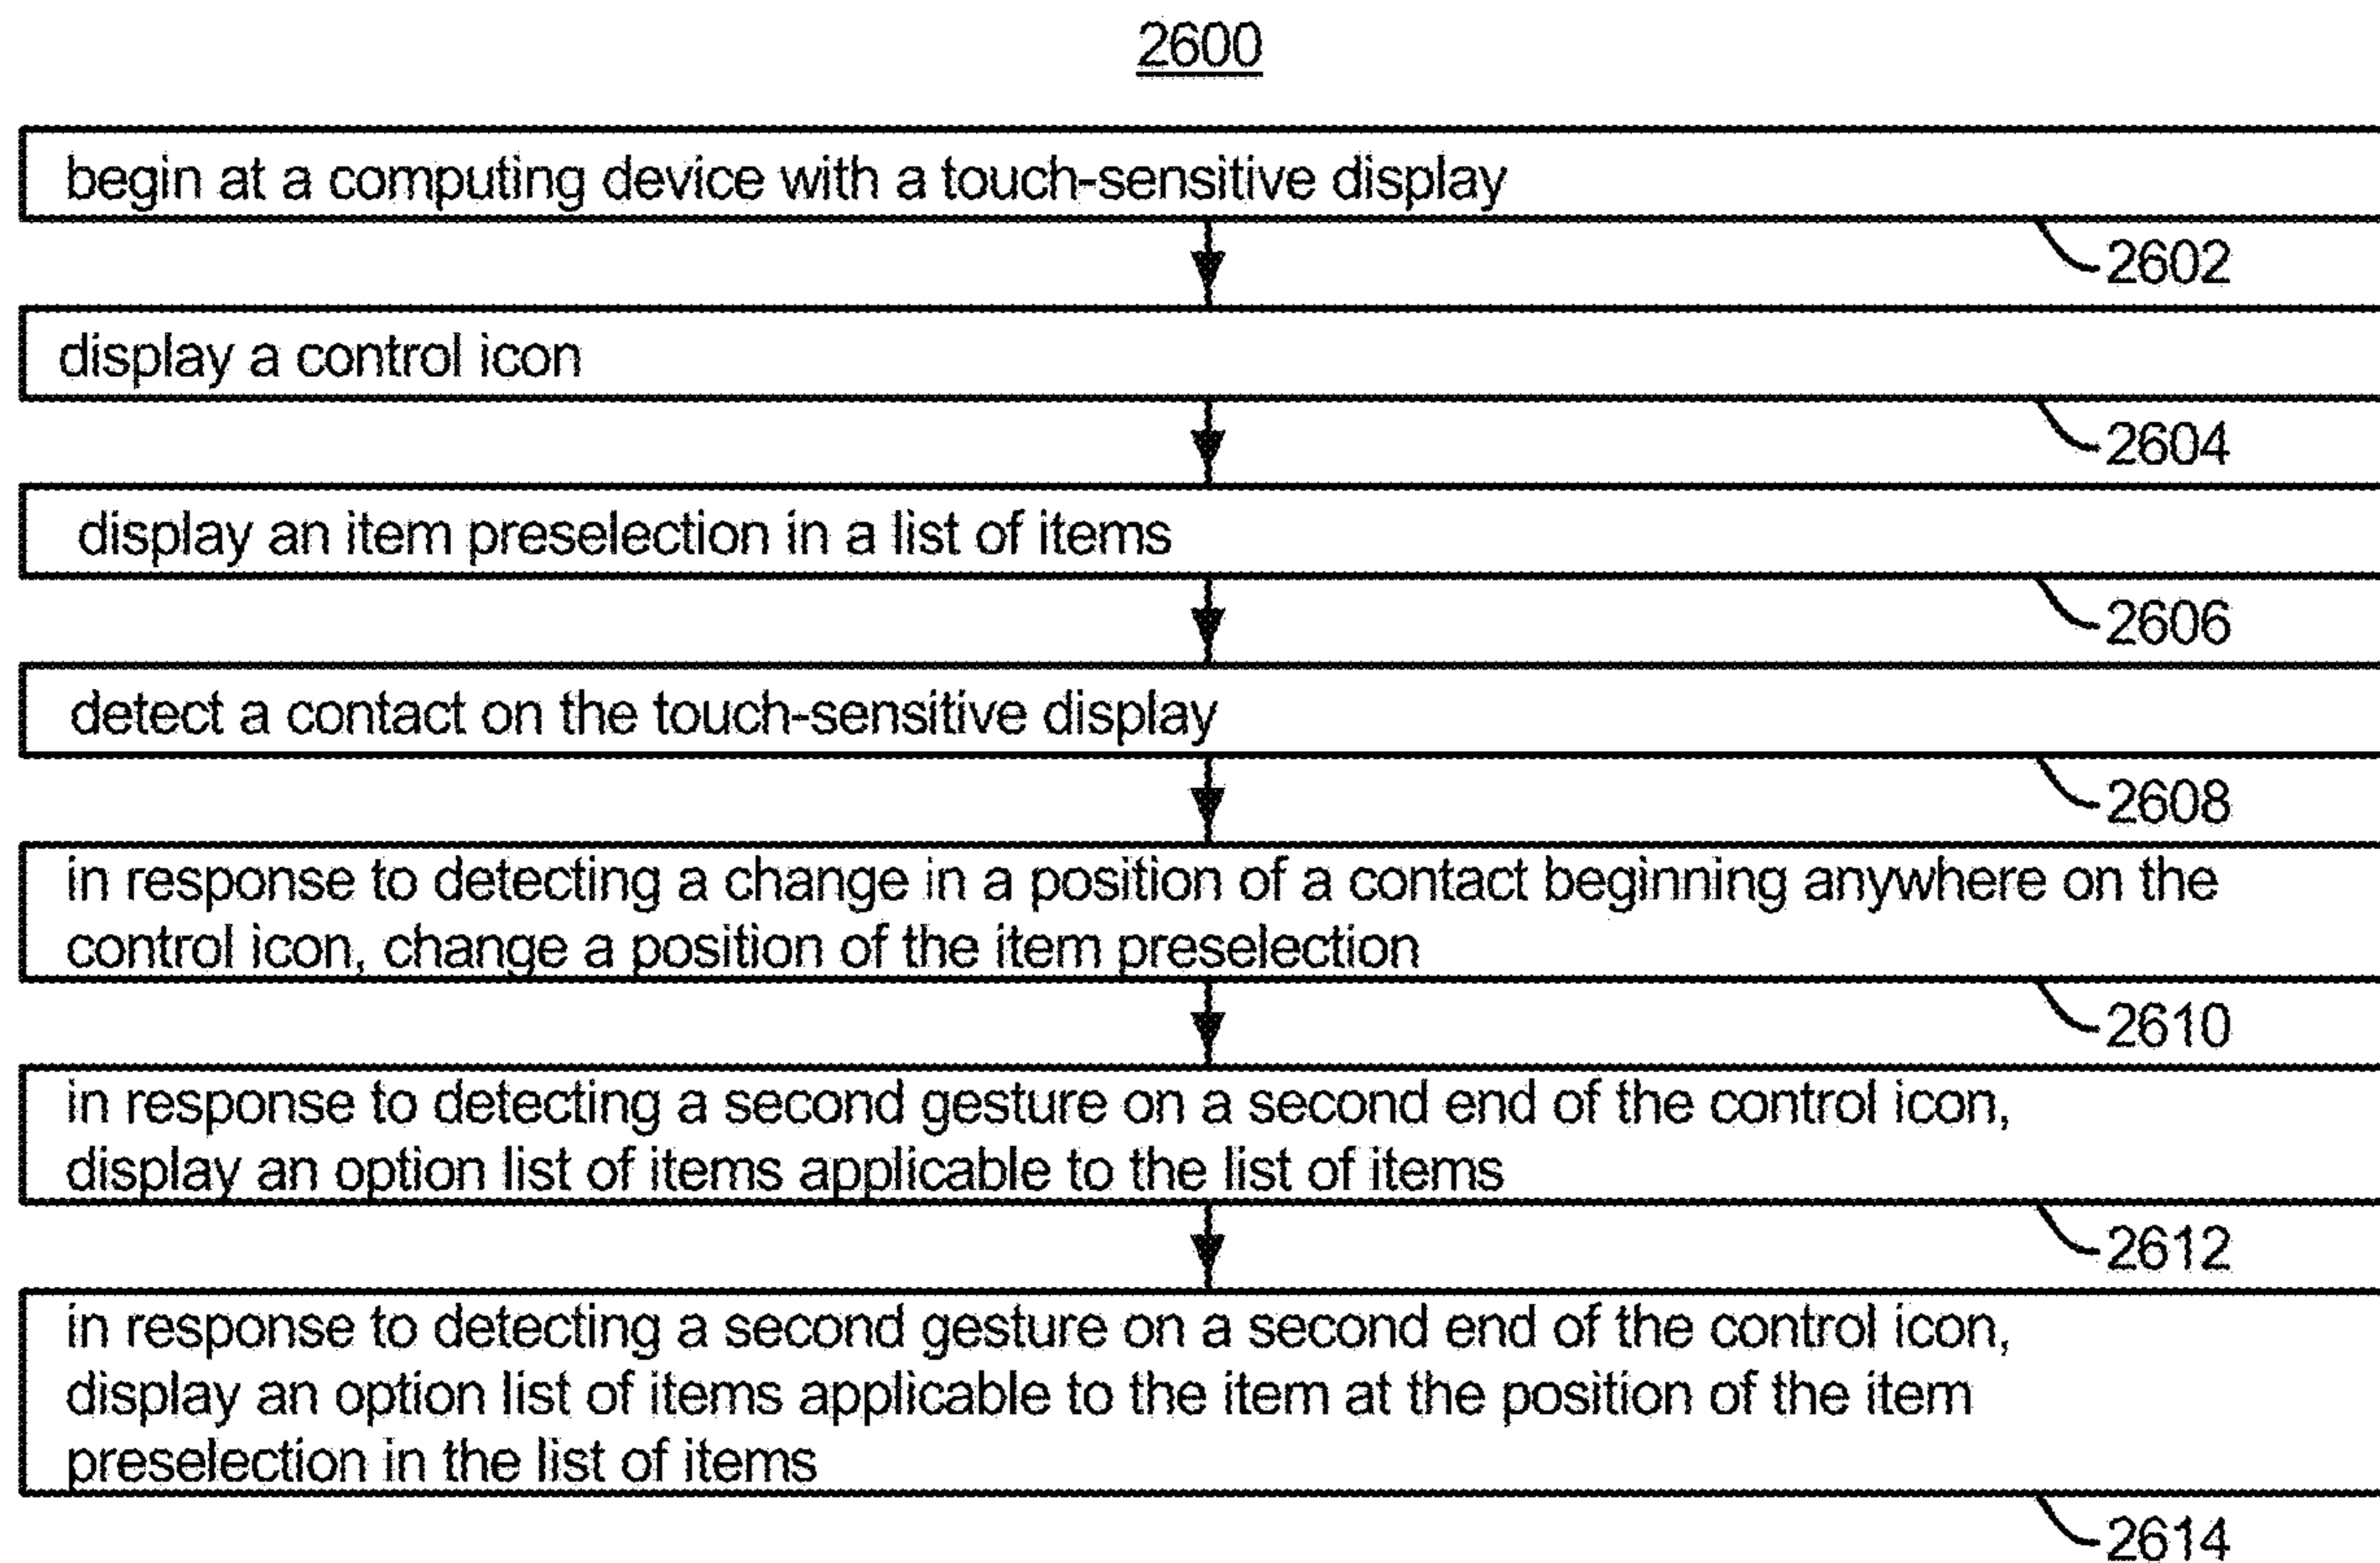 2600
begin at a computing device with a touch-sensitive display
2602
display a control icon
2604
display an item preselection in a list of items
2606
detect a contact on the touch-sensitive display
2608
in response to detecting a change in a position of a contact beginning anywhere on the
control icon, change a position of the item preselection
2610
in response to detecting a second gesture on a second end of the control icon,
display an option list of items applicable to the list of items
2612
in response to detecting a second gesture on a second end of the control icon,
display an option list of items applicable to the item at the position of the item
preselection in the list of items
2614